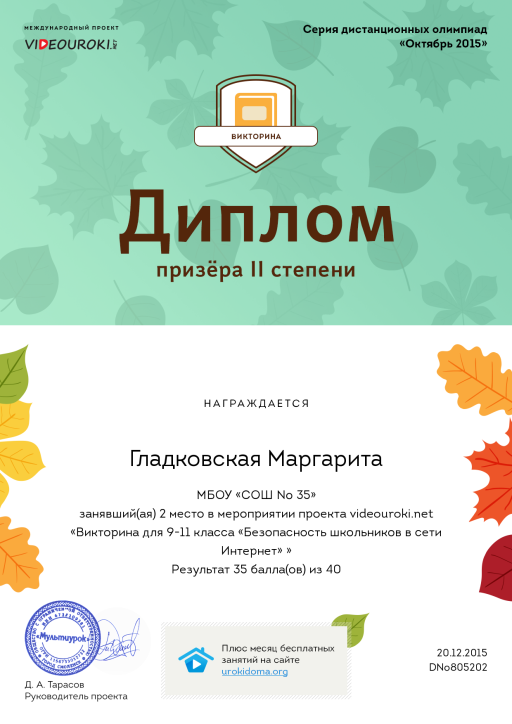 МЕЖДУНАРОДНЫЙ ПРОЕКТ
VIDEOUROKI.NET
Серия дистанционных олимпиад
«Октябрь 2015»
ВИКТОРИНА
Диплом
призёра II степени
НАГРАЖДАЕТСЯ
Гладковская Маргарита
МБОУ «СОШ No 35»
занявший(ая) 2 место в мероприятии проекта videouroki.net
«Викторина для 9-11 класса «Безопасность школьников в сети
Интернет» »
Результат 35 балла(ов) из 40
«Мультиурок»
Д. А. Тарасов
Руководитель проекта
Плюс месяц бесплатных
занятий на сайте
urokidoma.org
20.12.2015
DNo805202